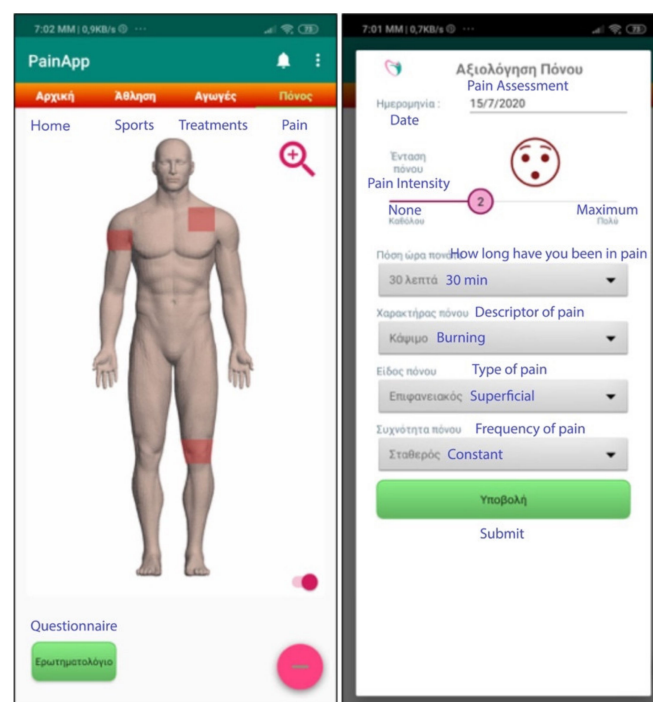 7:02 MM | 0,9KB/s
73
PainApp
Αρχική Άθληση Αγωγές Πόνος
Home Sports Treatments Pain
Questionnaire
Ερωτηματολόγιο
7:01 MM | 0,7KB/s
73
Αξιολόγηση Πόνου
Pain Assessment
Ημερομηνία : 15/7/2020
Date
Ένταση
πόνου
Pain Intensity
2
None Maximum
Καθόλου Πολύ
Πόση ώρα πονάτε How long have you been in pain
30 λεπτά 30 min
Χαρακτήρας πόνου Descriptor of pain
Κάψιμο Burning
Είδος πόνου Type of pain
Επιφανειακός Superficial
Συχνότητα πόνου Frequency of pain
Σταθερός Constant
Υποβολή
Submit